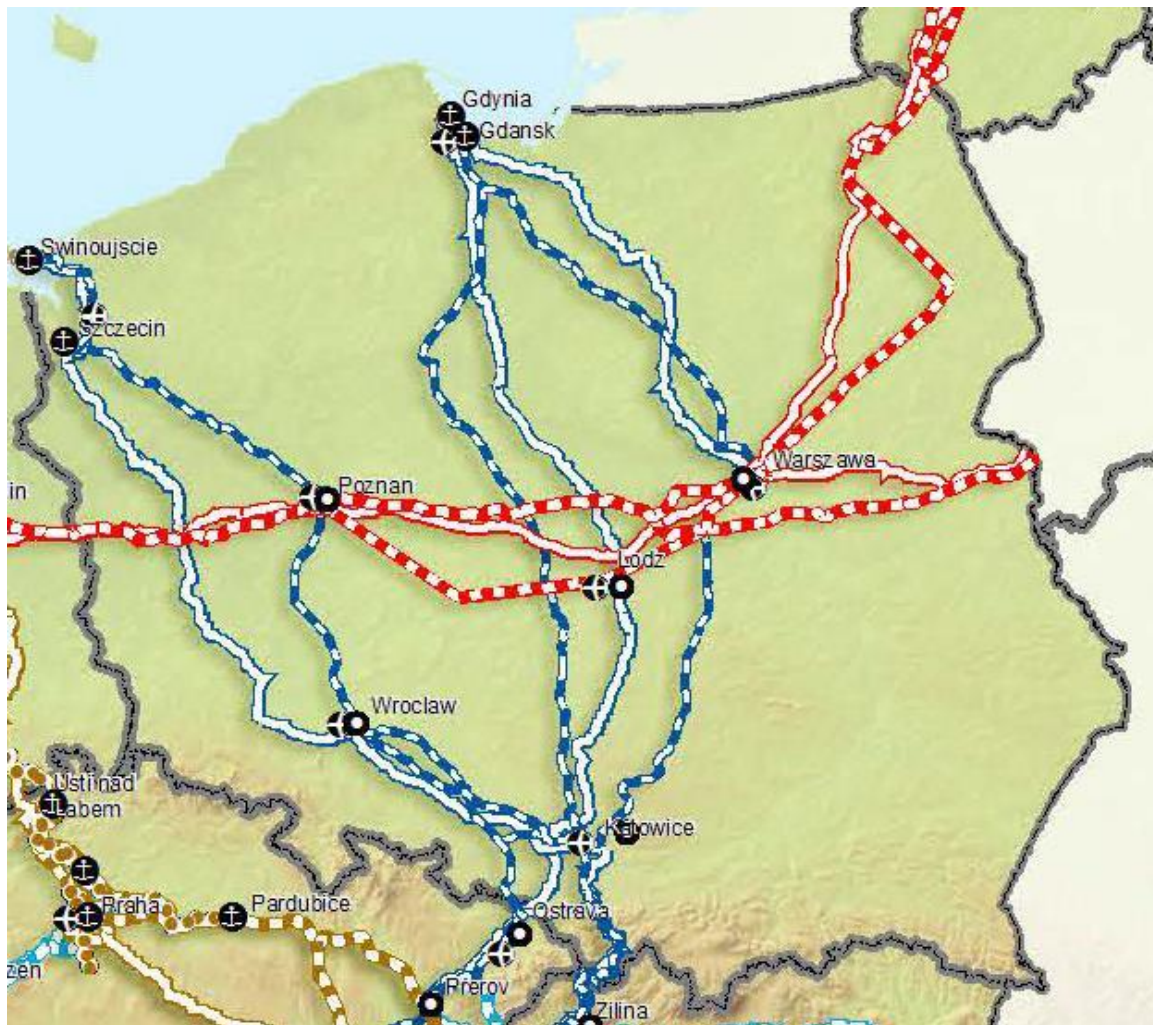 Gdynia
Gdansk
Swinoujscie
Szczecin
Warszawa
Poznan
in
Lodz
Wroclaw
Usti nad
Labem
Katowice
Praha
Pardubice
Ostrava
zen
Prerov
Zilina